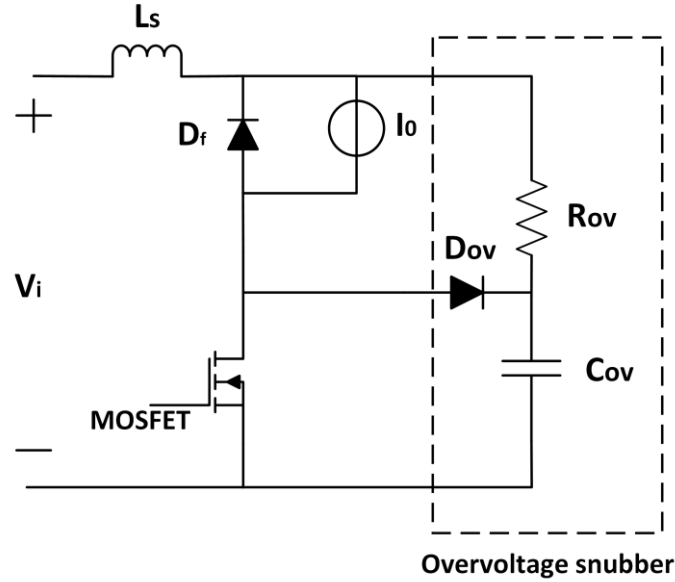 Ls
+
Df
I0
Rov
Dov
Vi
Cov
MOSFET
—
Overvoltage snubber